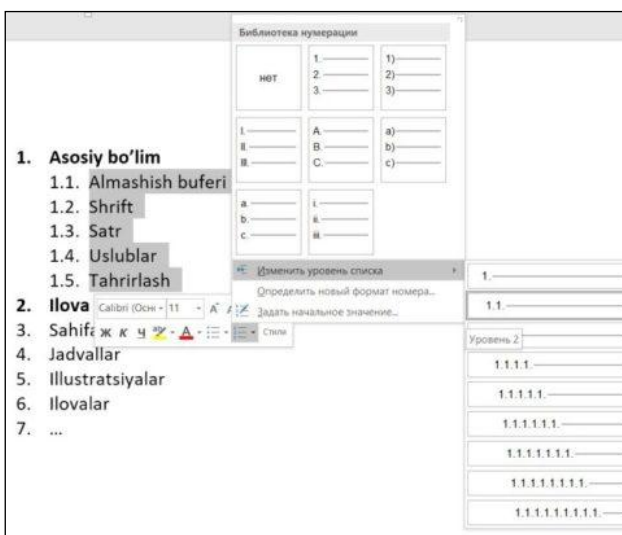 Библиотека нумерации
нет
1.
2.
3.
1)
2)
3)
I.
II.
III.
A.
B.
C.
a)
b)
c)
a.
b.
c.
i.
ii.
iii.
Изменить уровень списка
Определить новый формат номера...
Задать начальное значение...
1.
1.1.
Уровень 2
1.1.1.1.
1.1.1.1.1.
1.1.1.1.1.1.
1.1.1.1.1.1.1.
1.1.1.1.1.1.1.1.
1.1.1.1.1.1.1.1.1.
1. Asosiy bo‘lim
1.1. Almashish buferi
1.2. Shrift
1.3. Satr
1.4. Uslublar
1.5. Tahrirlash
2. Ilova
Calibri (Осн 11
Ж К Ч ab А Стили
3. Sahifa
4. Jadvallar
5. Illustratsiyalar
6. Ilovalar
7. ...